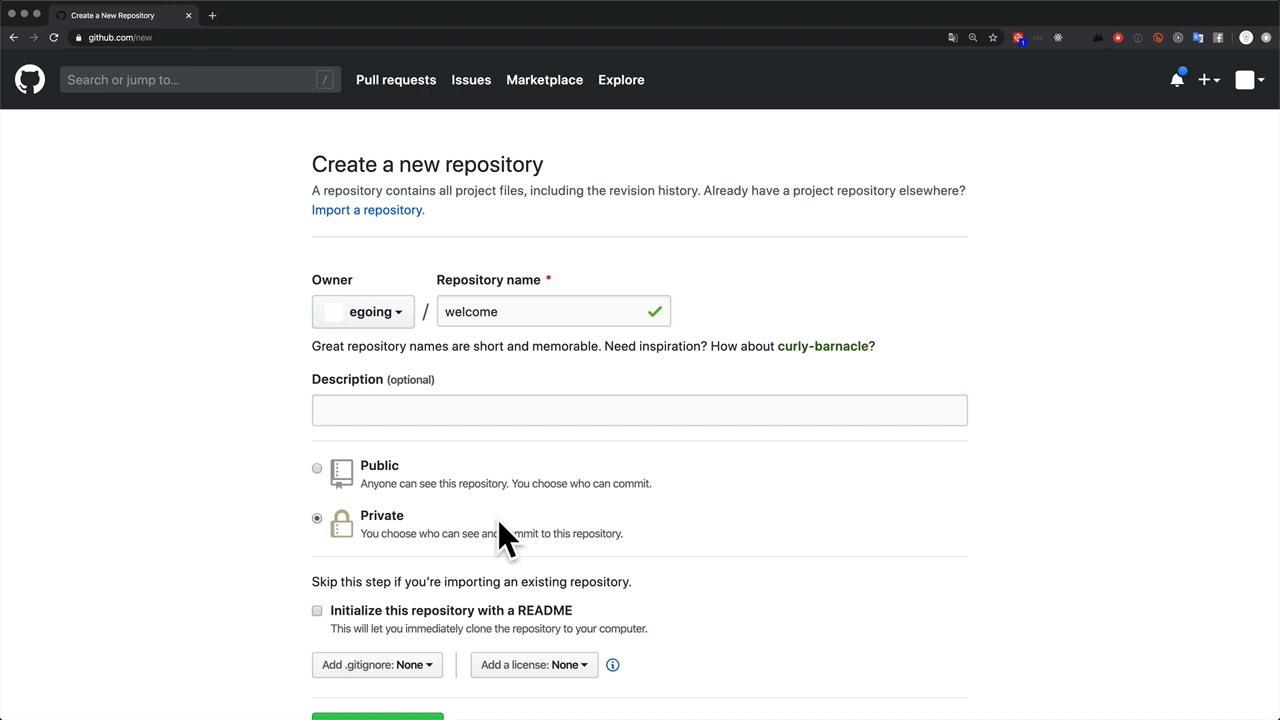 Create a New Repository
github.com/new
1
Search or jump to...
/
Pull requests
Issues
Marketplace
Explore
Create a new repository
A repository contains all project files, including the revision history. Already have a project repository elsewhere?
Import a repository.
Owner
Repository name *
egoing
/
welcome
Great repository names are short and memorable. Need inspiration? How about curly-barnacle?
Description (optional)
Public
Anyone can see this repository. You choose who can commit.
Private
You choose who can see and commit to this repository.
Skip this step if you’re importing an existing repository.
Initialize this repository with a README
This will let you immediately clone the repository to your computer.
Add .gitignore: None
Add a license: None